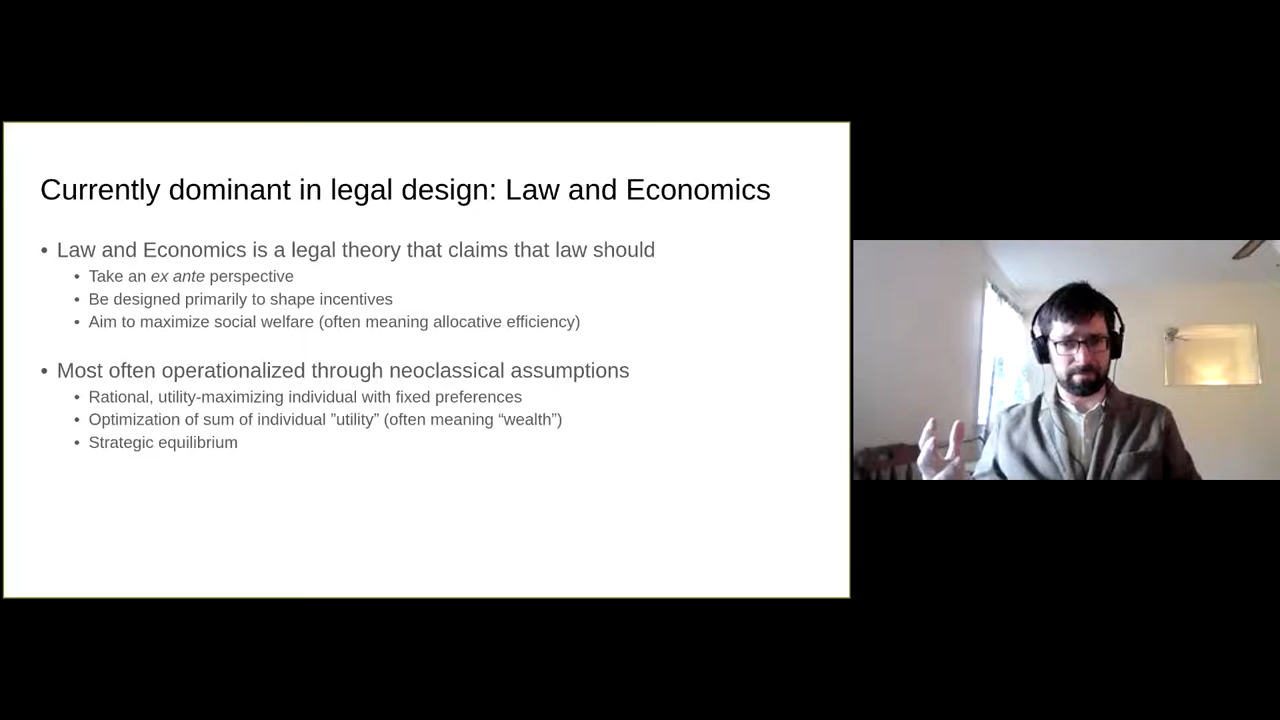 Currently dominant in legal design: Law and Economics
• Law and Economics is a legal theory that claims that law should
• Take an ex ante perspective
• Be designed primarily to shape incentives
• Aim to maximize social welfare (often meaning allocative efficiency)
• Most often operationalized through neoclassical assumptions
• Rational, utility-maximizing individual with fixed preferences
• Optimization of sum of individual ”utility” (often meaning “wealth”)
• Strategic equilibrium